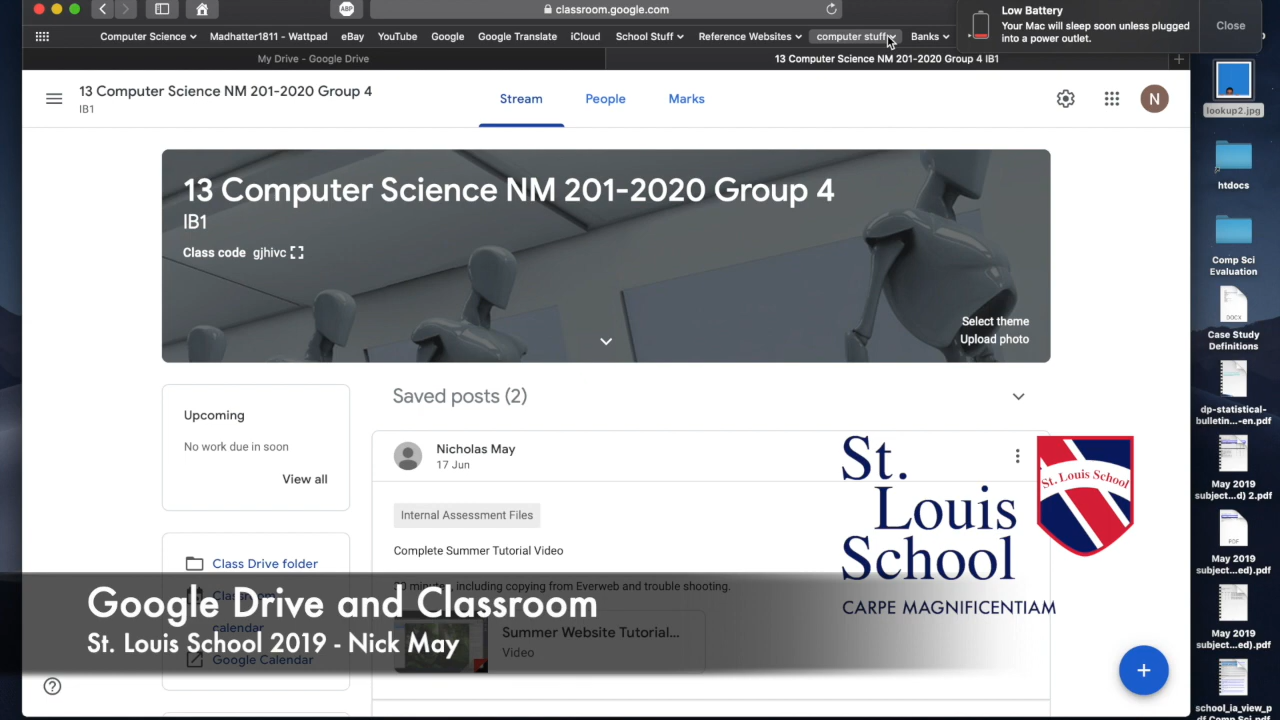 classroom.google.com
Low Battery
Your Mac will sleep soon unless plugged
into a power outlet.
Close
Computer Science
Madhatter1811 - Wattpad
eBay
YouTube
Google
Google Translate
iCloud
School Stuff
Reference Websites
computer stuff
Banks
My Drive - Google Drive
13 Computer Science NM 201-2020 Group 4 IB1
13 Computer Science NM 201-2020 Group 4
IB1
Stream
People
Marks
N
13 Computer Science NM 201-2020 Group 4
IB1
Class code gjhivc
Select theme
Upload photo
Upcoming
No work due in soon
View all
Saved posts (2)
Nicholas May
17 Jun
Internal Assessment Files
Complete Summer Tutorial Video
minutes, including copying from Everweb and trouble shooting.
Summer Website Tutorial...
Video
Class Drive folder
Classroom
calendar
Google Calendar
Google Drive and Classroom
St. Louis School 2019 - Nick May
St.
Louis
School
CARPE MAGNIFICENTIAM
St. Louis School
ABP
lookup2.jpg
htdocs
Comp Sci
Evaluation
DOCX
Case Study
Definitions
dp-statistical-
bulletin...-en.pdf
May 2019
subject...d) 2.pdf
PDF
May 2019
subject...ed).pdf
May 2019
subject...ed).pdf
school_ia_view_p